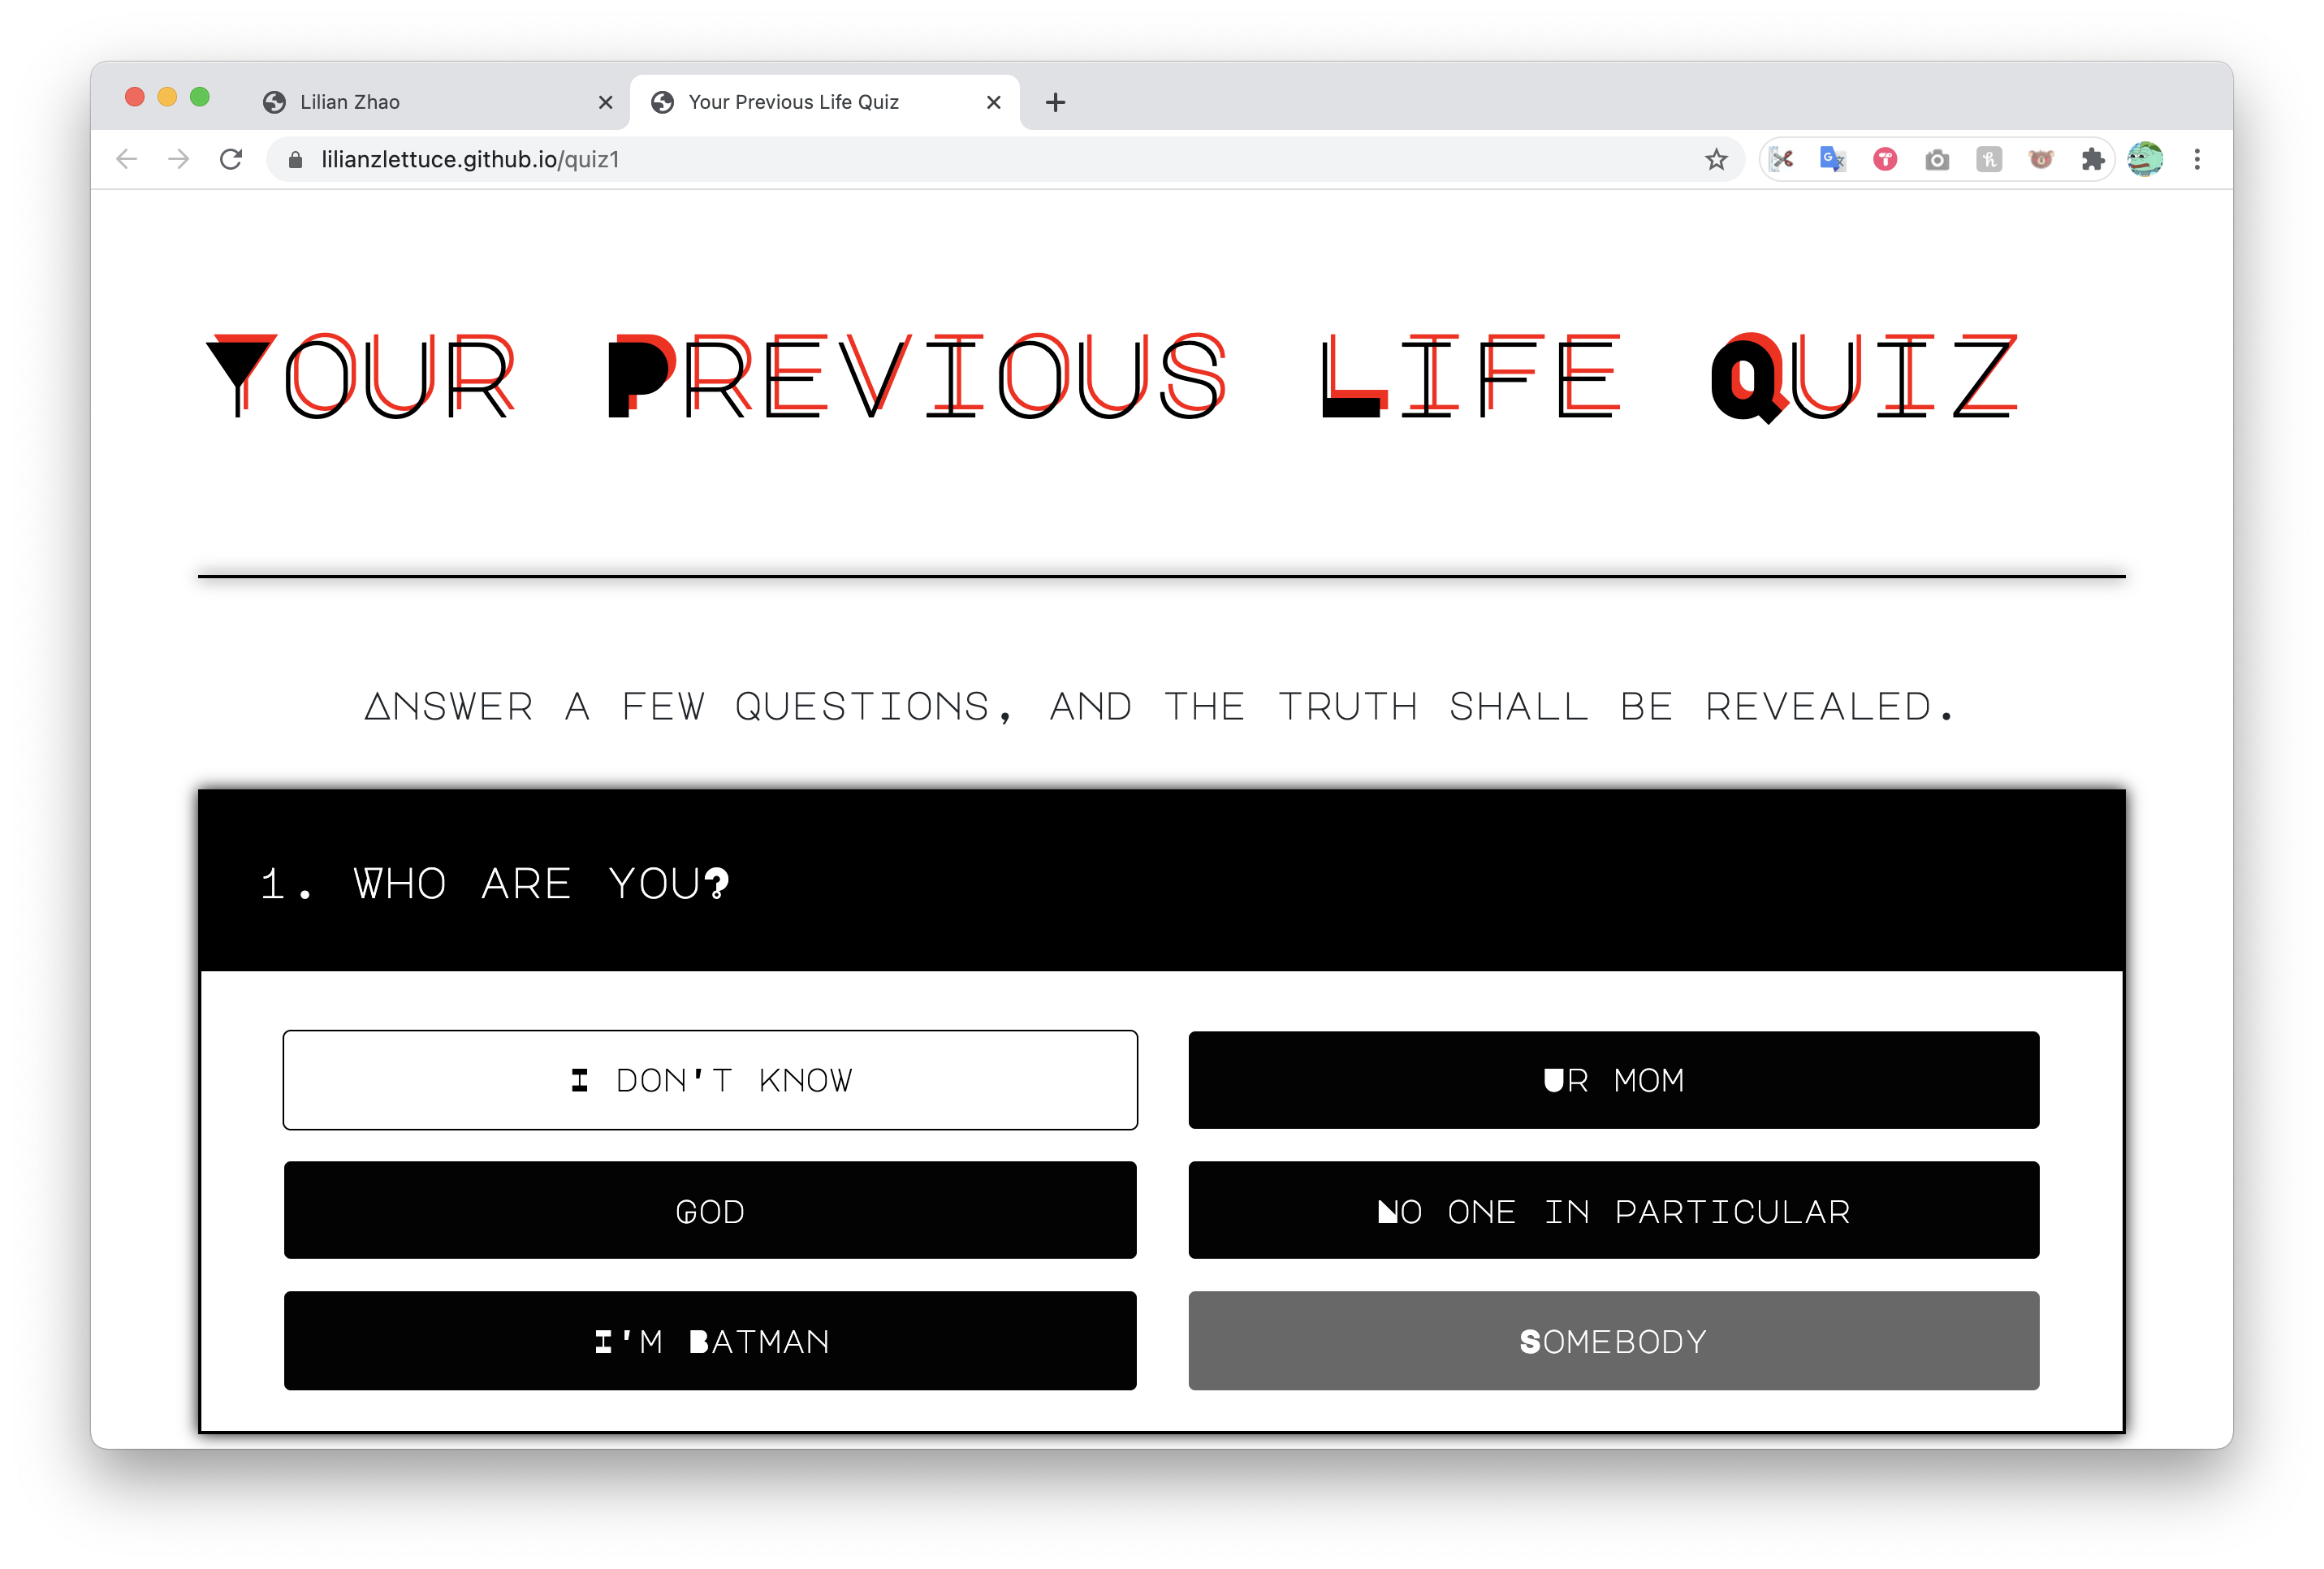 Lilian Zhao
Your Previous Life Quiz
lilianzlettuce.github.io/quiz1
Your Previous Life Quiz
Answer a few questions, and the truth shall be revealed.
1. Who are you?
I don't know
Ur mom
God
No one in particular
I'm Batman
Somebody